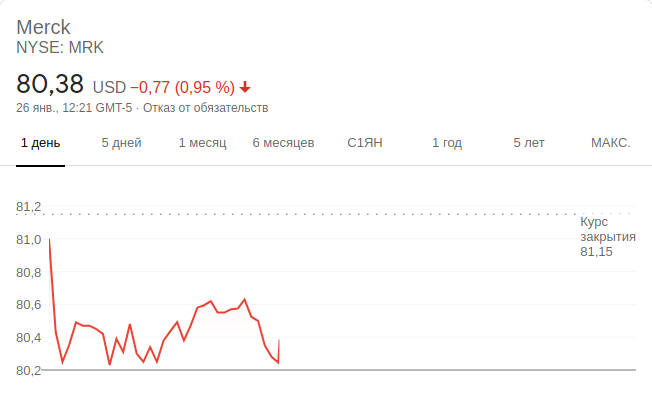 Merck
NYSE: MRK
80,38 USD −0,77 (0,95 %)
26 янв., 12:21 GMT-5 · Отказ от обязательств
1 день 5 дней 1 месяц 6 месяцев С1ЯН 1 год 5 лет МАКС.
81,2
81,0
80,8
80,6
80,4
80,2
Курс
закрытия
81,15